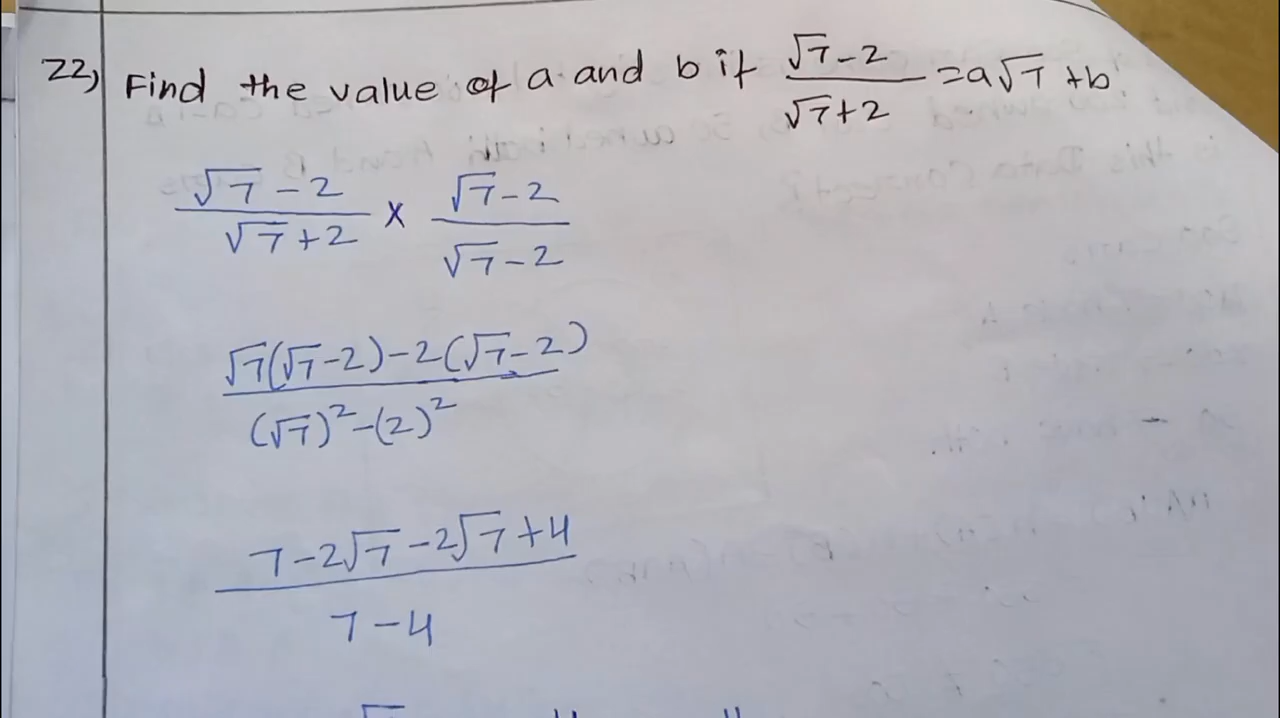 22) Find the value of a and b if √7-2/√7+2 = a√7 + b
√7 - 2/√7 + 2 × √7 - 2/√7 - 2
√7(√7-2)-2(√7-2)/(√7)²-(2)²
7-2√7-2√7+4/7-4